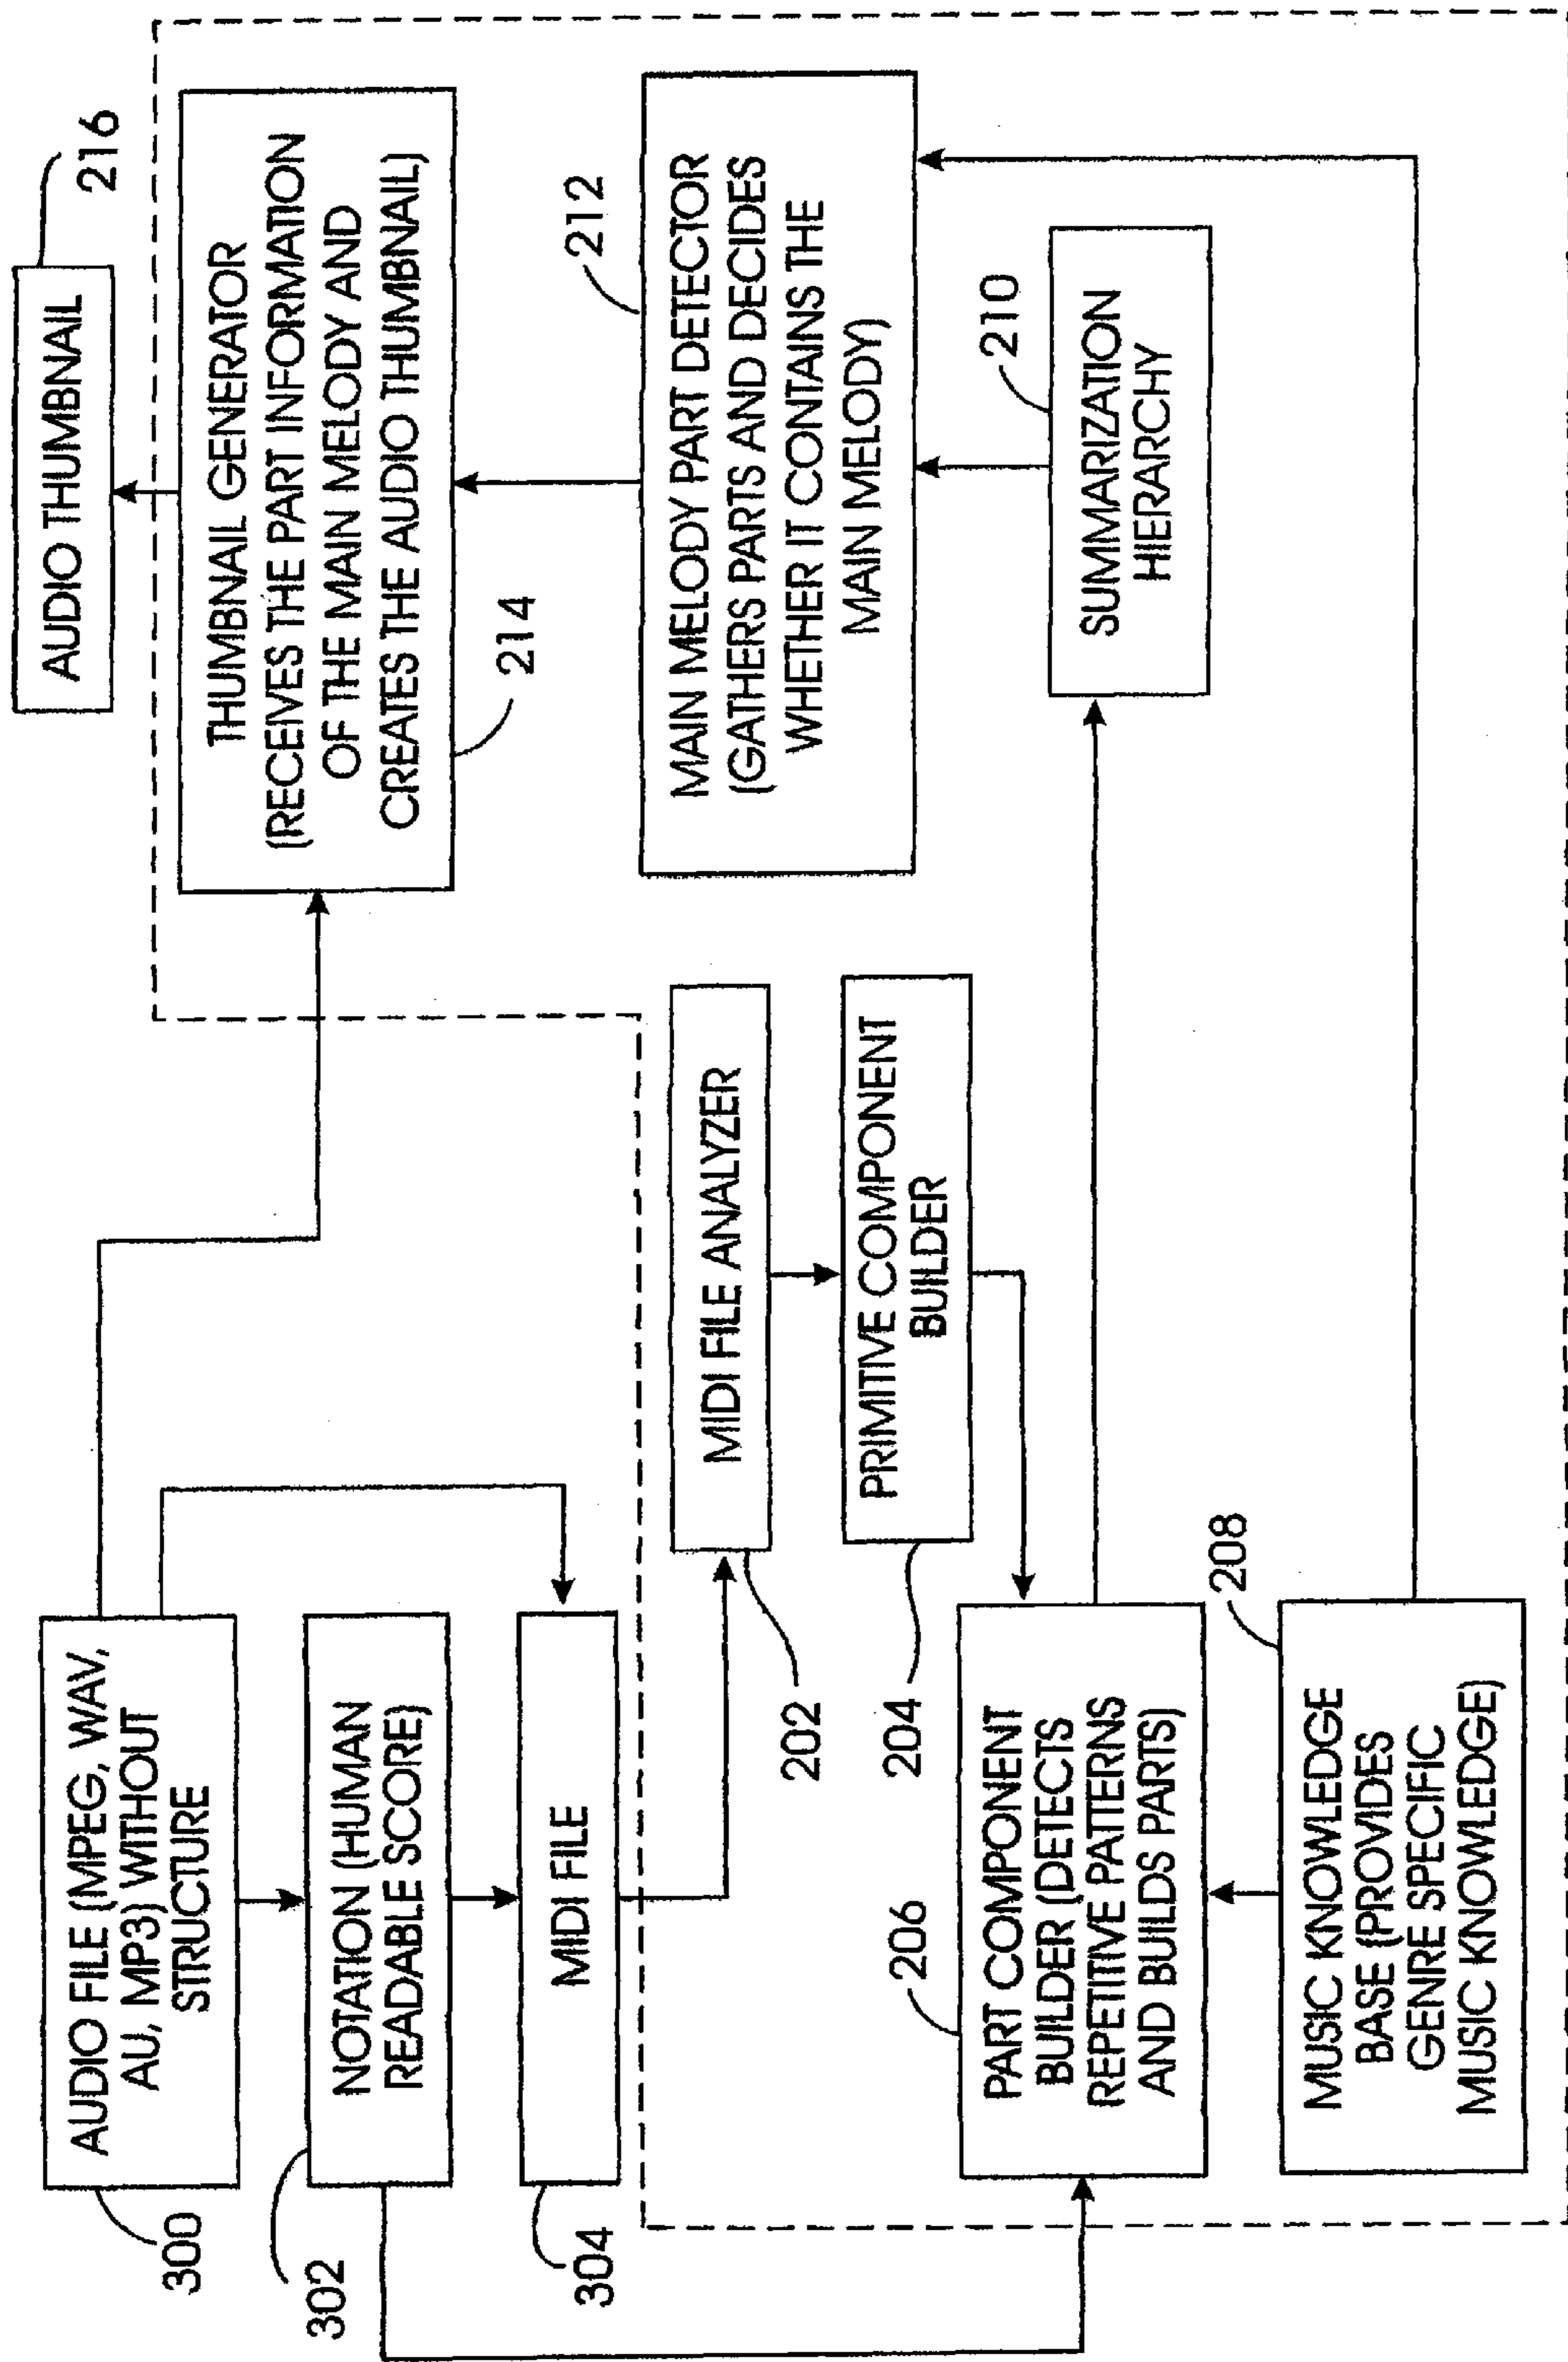 AUDIO FILE (MPEG, WAV,
AU, MP3) WITHOUT
STRUCTURE
300
NOTATION (HUMAN
READABLE SCORE)
302
MIDI FILE
304
MIDI FILE ANALYZER
202
PRIMITIVE COMPONENT
BUILDER
204
PART COMPONENT
BUILDER (DETECTS
REPETITIVE PATTERNS
AND BUILDS PARTS)
206
MUSIC KNOWLEDGE
BASE (PROVIDES
GENRE SPECIFIC
MUSIC KNOWLEDGE)
208
SUMMARIZATION
HIERARCHY
210
MAIN MELODY PART DETECTOR
(GATHERS PARTS AND DECIDES
WHETHER IT CONTAINS THE
MAIN MELODY)
212
THUMBNAIL GENERATOR
(RECEIVES THE PART INFORMATION
OF THE MAIN MELODY AND
CREATES THE AUDIO THUMBNAIL)
214
AUDIO THUMBNAIL
216